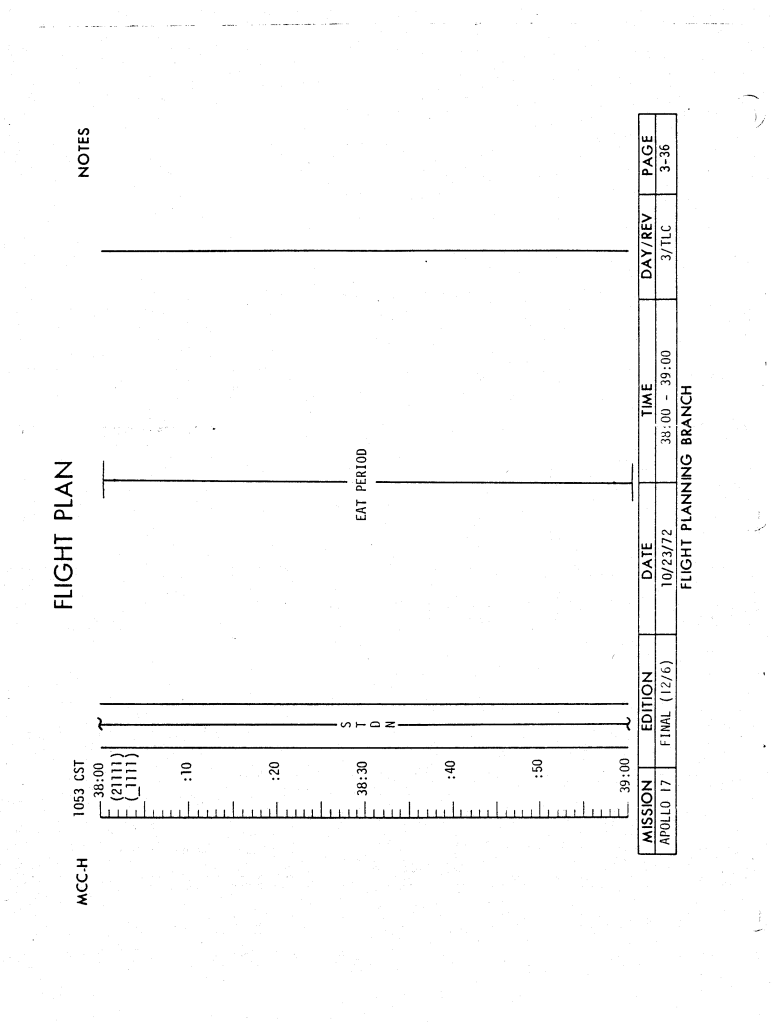 FLIGHT PLAN
MCC-H
NOTES
1053 CST
38:00
(21111)
(_1111)
:10
:20
38:30
:40
:50
39:00
STDN
EAT PERIOD
MISSION EDITION DATE TIME DAY/REV PAGE
APOLLO 17 FINAL (12/6) 10/23/72 38:00 - 39:00 3/TLC 3-36
FLIGHT PLANNING BRANCH